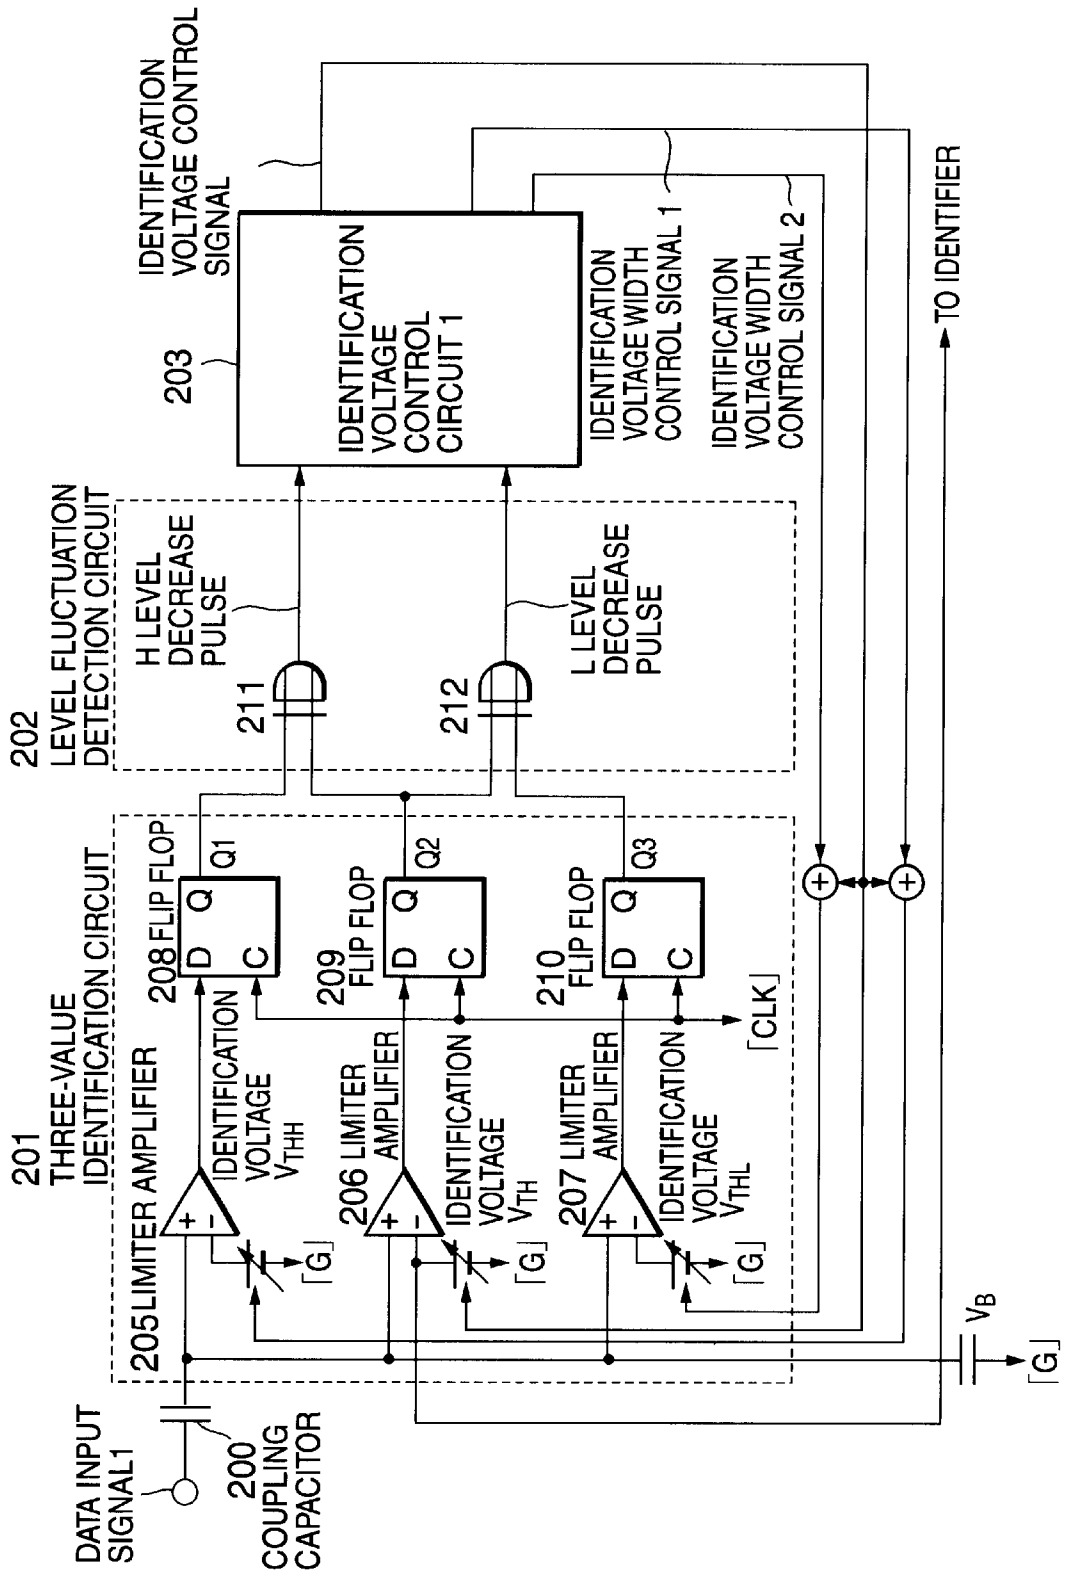 DATA INPUT
SIGNAL1
200
COUPLING
CAPACITOR
201
THREE-VALUE
IDENTIFICATION CIRCUIT
205 LIMITER AMPLIFIER
+
−
IDENTIFICATION
VOLTAGE
VTHH
「G」
208 FLIP FLOP
D
Q
C
Q1
206 LIMITER
AMPLIFIER
+
−
IDENTIFICATION
VOLTAGE
VTH
「G」
209
FLIP FLOP
D
Q
C
Q2
207 LIMITER
AMPLIFIER
+
−
IDENTIFICATION
VOLTAGE
VTHL
「G」
210
FLIP FLOP
D
Q
C
Q3
「CLK」
VB
「G」
+
+
202
LEVEL FLUCTUATION
DETECTION CIRCUIT
211
H LEVEL
DECREASE
PULSE
212
L LEVEL
DECREASE
PULSE
203
IDENTIFICATION
VOLTAGE
CONTROL
CIRCUIT 1
IDENTIFICATION
VOLTAGE CONTROL
SIGNAL
IDENTIFICATION
VOLTAGE WIDTH
CONTROL SIGNAL 1
IDENTIFICATION
VOLTAGE WIDTH
CONTROL SIGNAL 2
TO IDENTIFIER